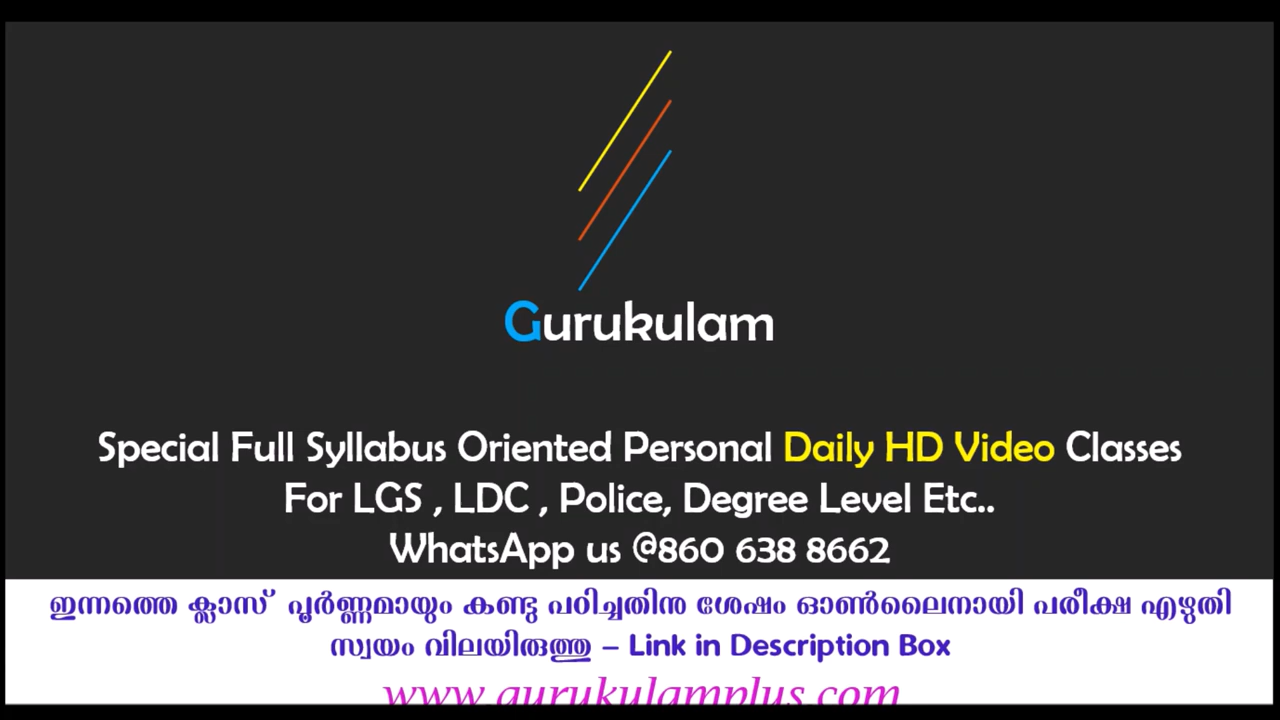 Gurukulam
Special Full Syllabus Oriented Personal Daily HD Video Classes
For LGS , LDC , Police, Degree Level Etc..
WhatsApp us @860 638 8662
ഇന്നത്തെ ക്ലാസ് പൂർണ്ണമായും കണ്ടു പഠിച്ചതിനു ശേഷം ഓൺലൈനായി പരീക്ഷ എഴുതി
സ്വയം വിലയിരുത്തു – Link in Description Box
www.gurukulamplus.com